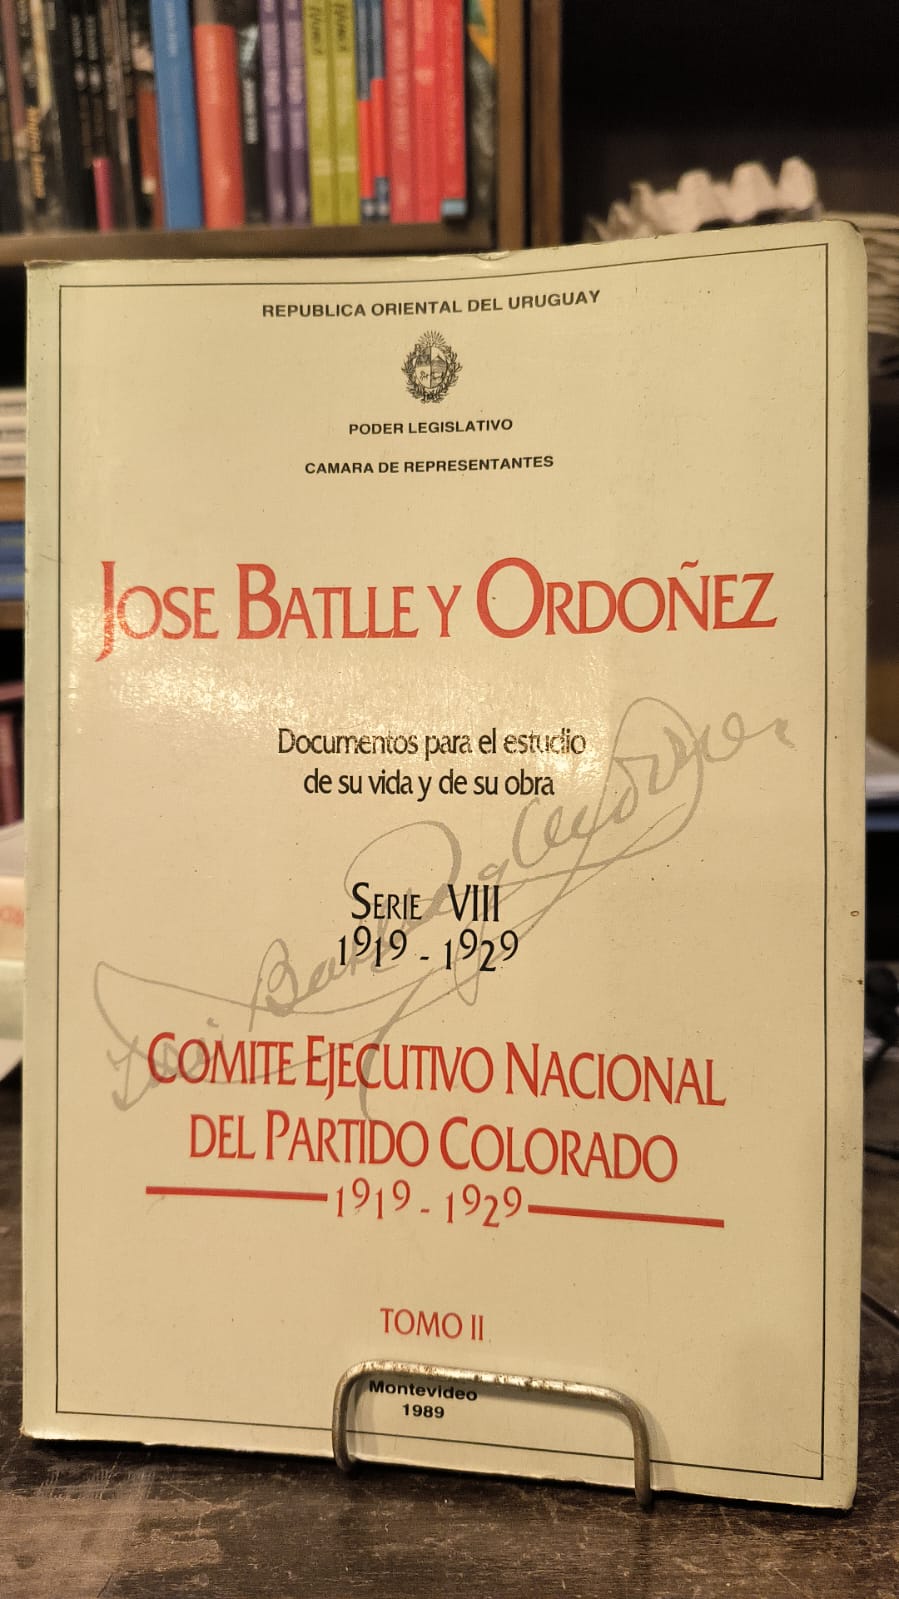 REPUBLICA ORIENTAL DEL URUGUAY
PODER LEGISLATIVO
CAMARA DE REPRESENTANTES
JOSE BATLLE Y ORDOÑEZ
Documentos para el estudio
de su vida y de su obra
SERIE VIII
1919 - 1929
COMITE EJECUTIVO NACIONAL
DEL PARTIDO COLORADO
1919 - 1929
TOMO II
Montevideo
1989